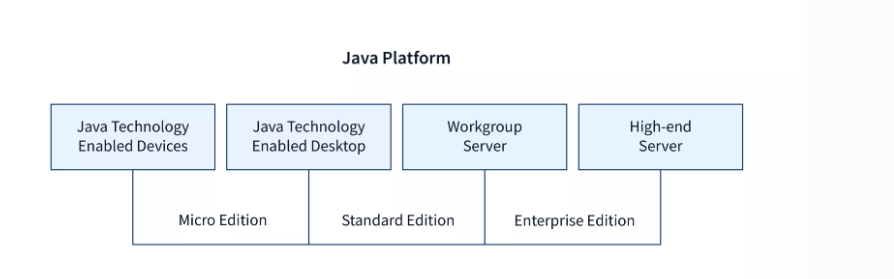 Java Platform
Java Technology
Enabled Devices
Java Technology
Enabled Desktop
Workgroup
Server
High-end
Server
Micro Edition
Standard Edition
Enterprise Edition